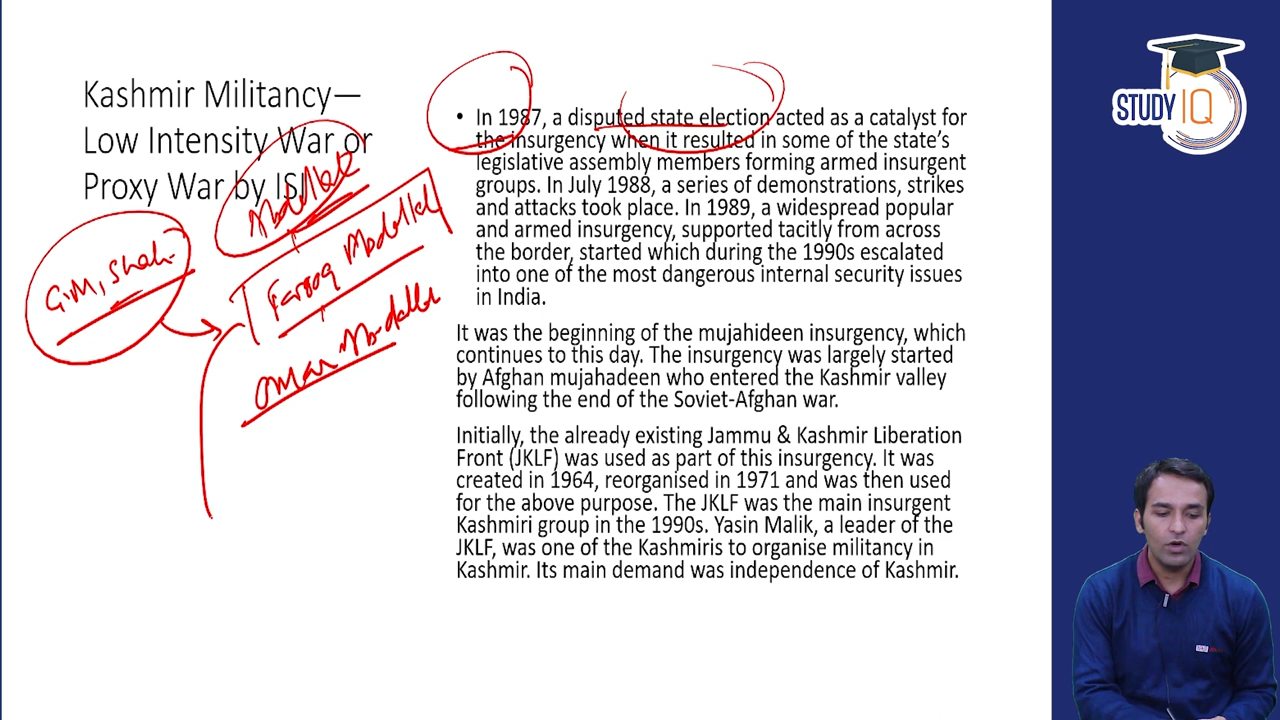 Kashmir Militancy—
Low Intensity War or
Proxy War by ISI
G.M, Shah
Abdullah
Farooq Abdullah
Omar Abdulla
• In 1987, a disputed state election acted as a catalyst for
the insurgency when it resulted in some of the state's
legislative assembly members forming armed insurgent
groups. In July 1988, a series of demonstrations, strikes
and attacks took place. In 1989, a widespread popular
and armed insurgency, supported tacitly from across
the border, started which during the 1990s escalated
into one of the most dangerous internal security issues
in India.
It was the beginning of the mujahideen insurgency, which
continues to this day. The insurgency was largely started
by Afghan mujahadeen who entered the Kashmir valley
following the end of the Soviet-Afghan war.
Initially, the already existing Jammu & Kashmir Liberation
Front (JKLF) was used as part of this insurgency. It was
created in 1964, reorganised in 1971 and was then used
for the above purpose. The JKLF was the main insurgent
Kashmiri group in the 1990s. Yasin Malik, a leader of the
JKLF, was one of the Kashmiris to organise militancy in
Kashmir. Its main demand was independence of Kashmir.
STUDY IQ